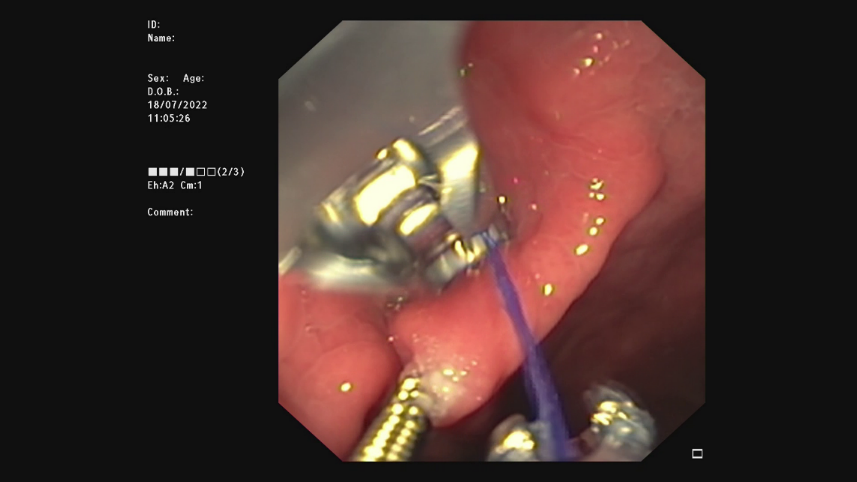 ID:
Name:
Sex: Age:
D.O.B.:
18/07/2022
11:05:26
■■■/■□□(2/3)
Eh:A2 Cm:1
Comment: